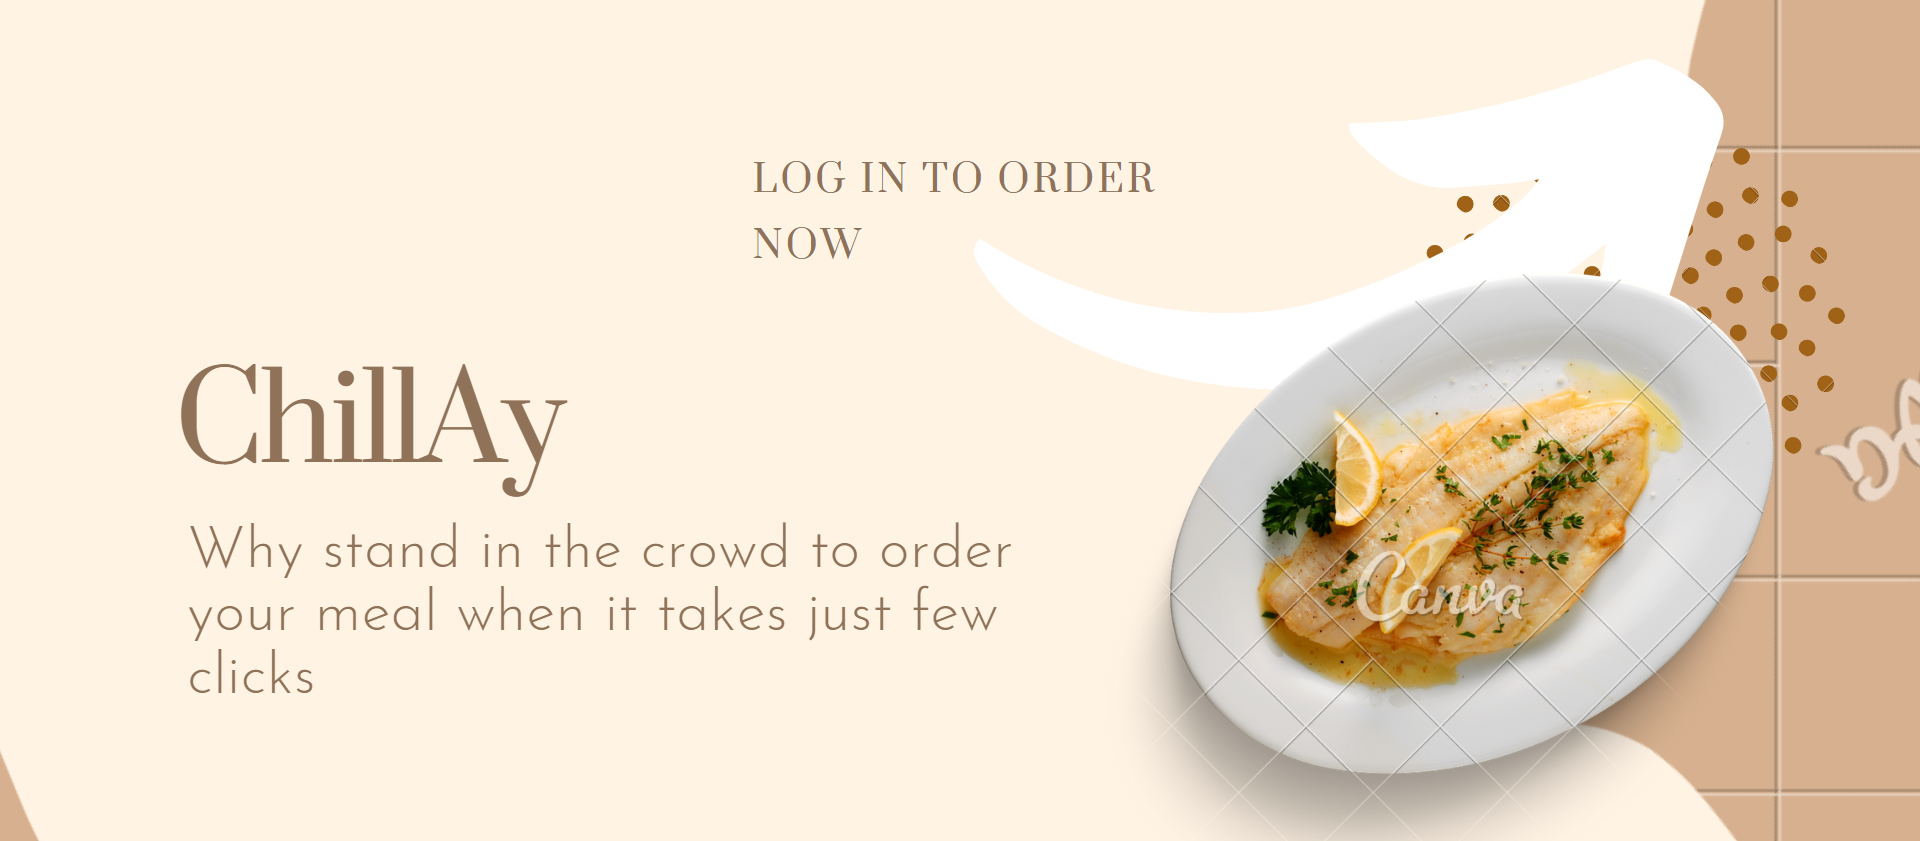 LOG IN TO ORDER
NOW
ChillAy
Why stand in the crowd to order
your meal when it takes just few
clicks
Canva